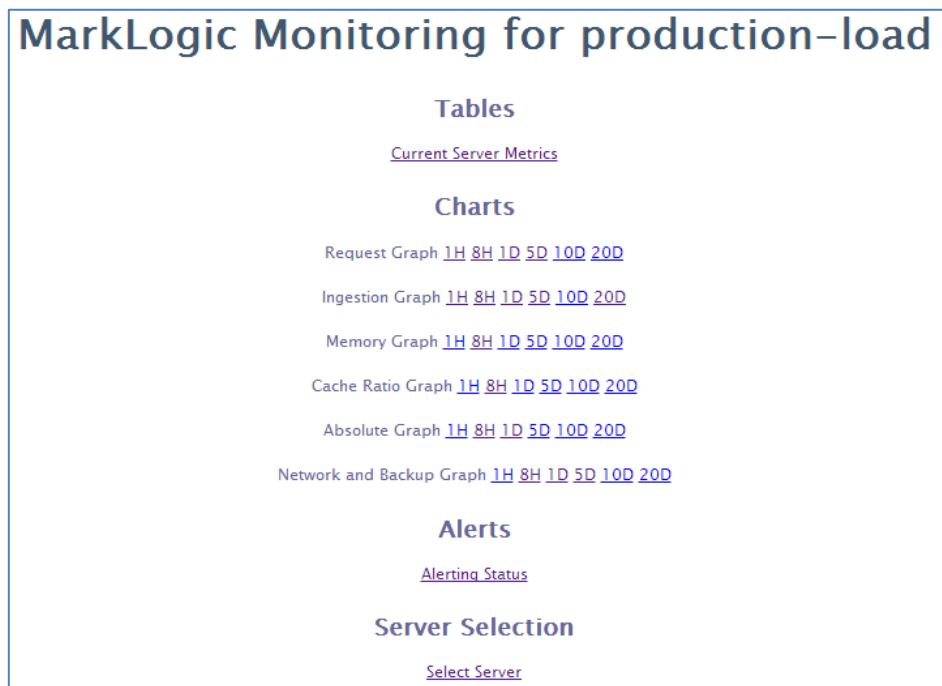 MarkLogic Monitoring for production-load
Tables
Current Server Metrics
Charts
Request Graph 1H 8H 1D 5D 10D 20D
Ingestion Graph 1H 8H 1D 5D 10D 20D
Memory Graph 1H 8H 1D 5D 10D 20D
Cache Ratio Graph 1H 8H 1D 5D 10D 20D
Absolute Graph 1H 8H 1D 5D 10D 20D
Network and Backup Graph 1H 8H 1D 5D 10D 20D
Alerts
Alerting Status
Server Selection
Select Server